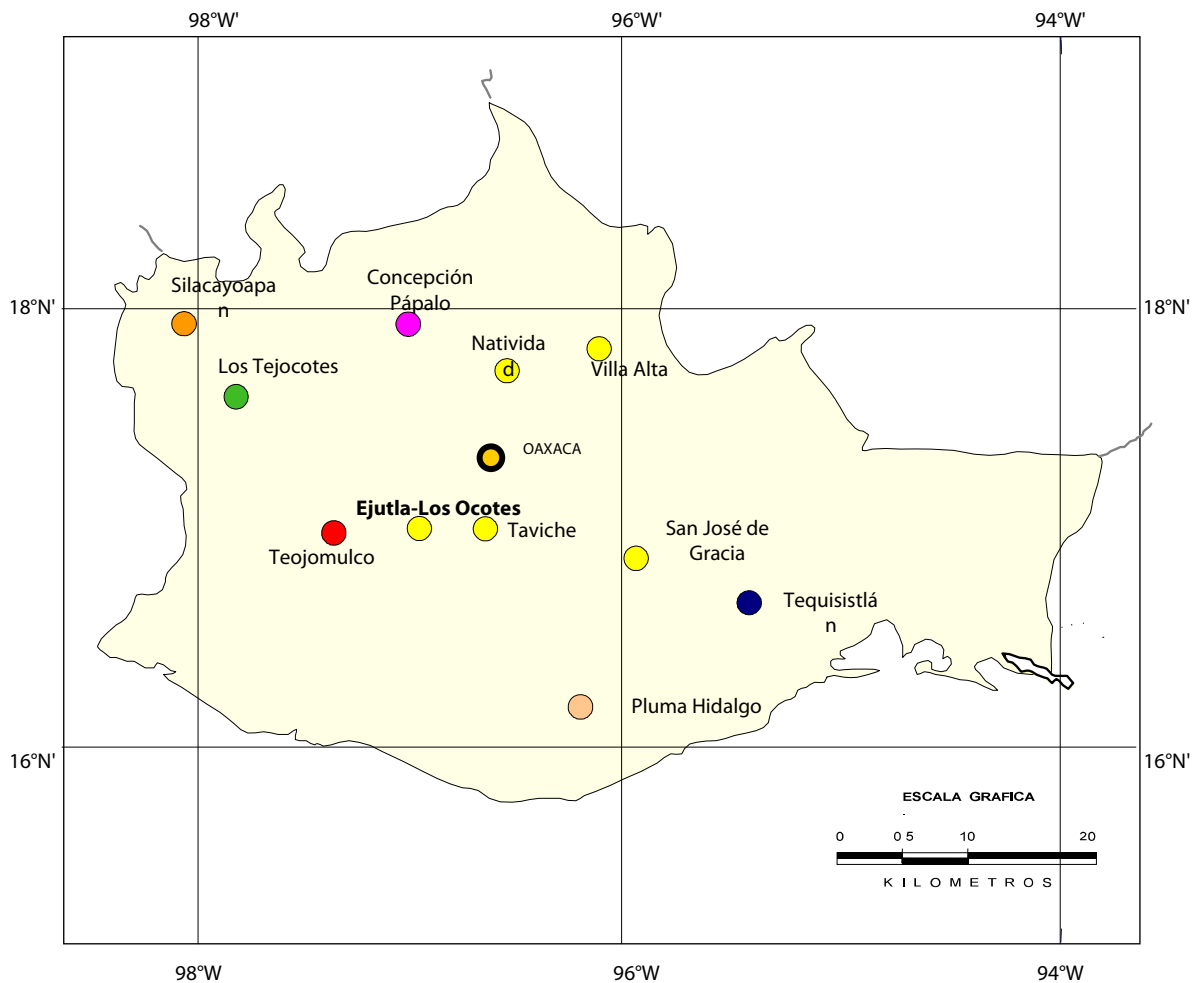 98°W'
96°W'
94°W'
Concepción
Pápalo
Silacayoapa
n
18°N'
18°N'
Nativida
d
Villa Alta
Los Tejocotes
OAXACA
Ejutla-Los Ocotes
Taviche
San José de
Gracia
Teojomulco
Tequisistlá
n
Pluma Hidalgo
16°N'
16°N'
ESCALA GRAFICA
0 0 5 10 20
KILOMETROS
98°W
96°W
94°W